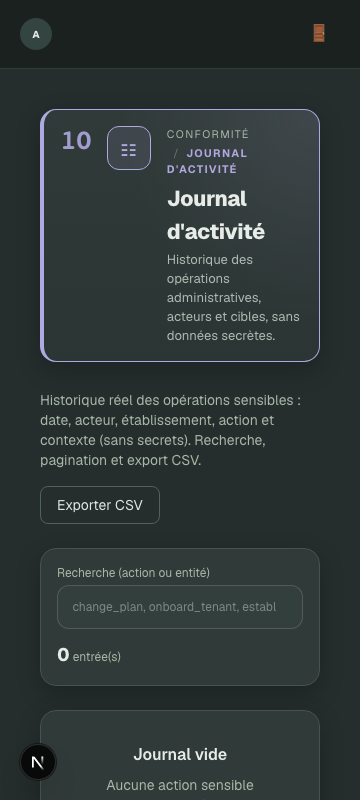 A
10
CONFORMITÉ
/ JOURNAL
D'ACTIVITÉ
Journal
d'activité
Historique des
opérations
administratives,
acteurs et cibles, sans
données secrètes.
Historique réel des opérations sensibles :
date, acteur, établissement, action et
contexte (sans secrets). Recherche,
pagination et export CSV.
Exporter CSV
Recherche (action ou entité)
change_plan, onboard_tenant, establ
0 entrée(s)
Journal vide
N
Aucune action sensible